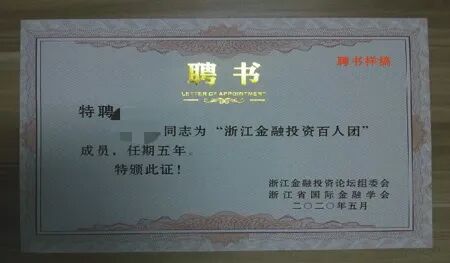 聘书样稿
聘书
LETTER OF APPOINTMENT
特聘
同志为“浙江金融投资百人团”
成员，任期五年。
特颁此证！
浙江金融投资论坛组委会
浙江省国际金融学会
二〇二〇年五月